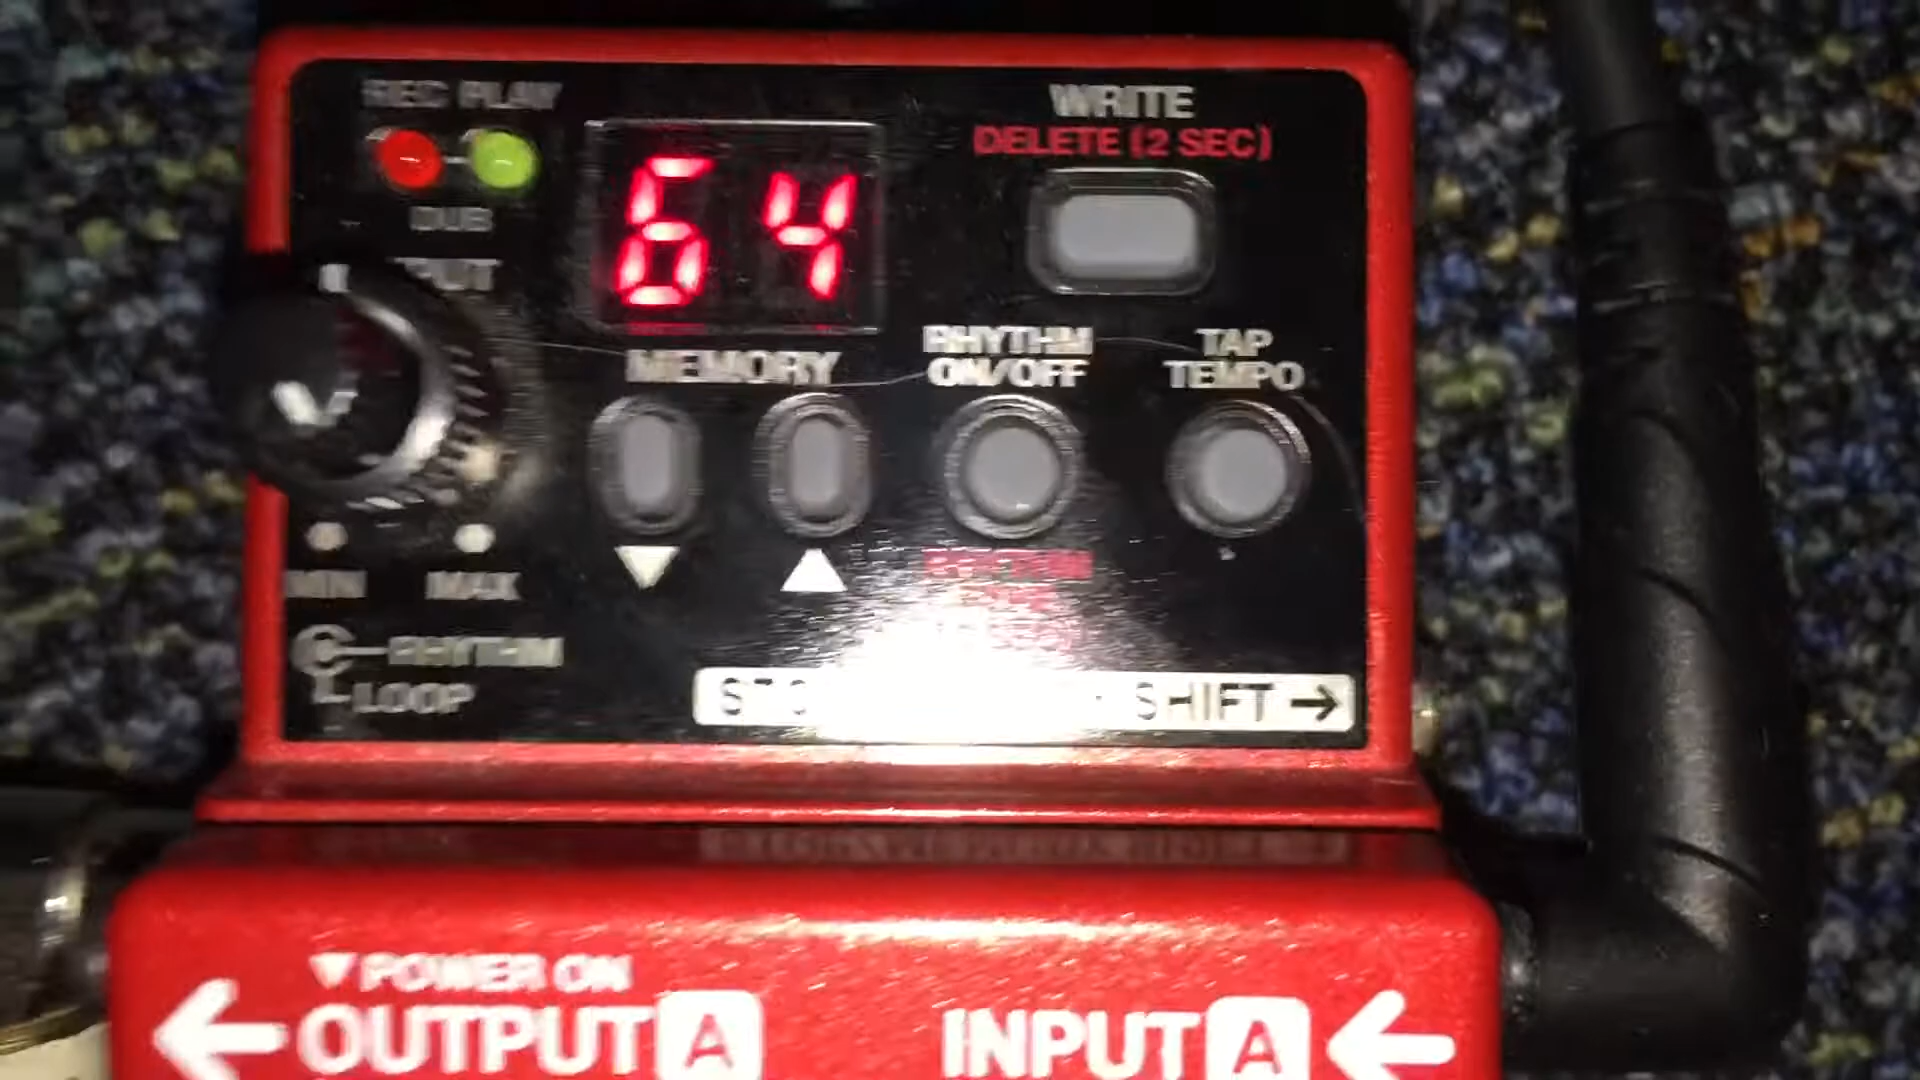 REC PLAY
DUB
64
WRITE
DELETE (2 SEC)
MEMORY
RHYTHM
ON/OFF
TAP
TEMPO
MIN MAX
RHYTHM
LOOP
SHIFT →
▼ POWER ON
← OUTPUT A
INPUT A ←